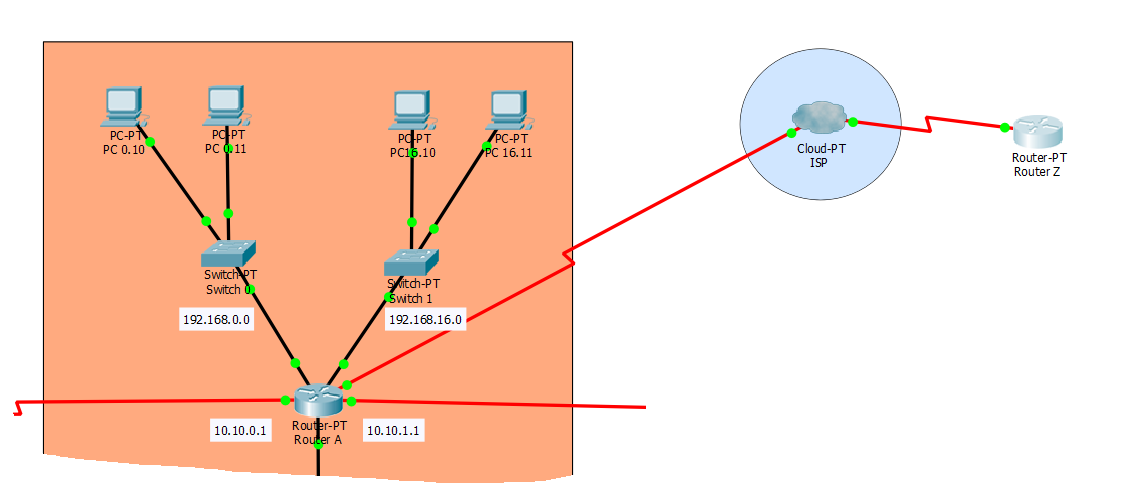 PC-PT
PC 0.10
PC-PT
PC 0.11
PC-PT
PC16.10
PC-PT
PC 16.11
Cloud-PT
ISP
Router-PT
Router Z
Switch-PT
Switch 0
Switch-PT
Switch 1
192.168.0.0
192.168.16.0
10.10.0.1
Router-PT
Router A
10.10.1.1